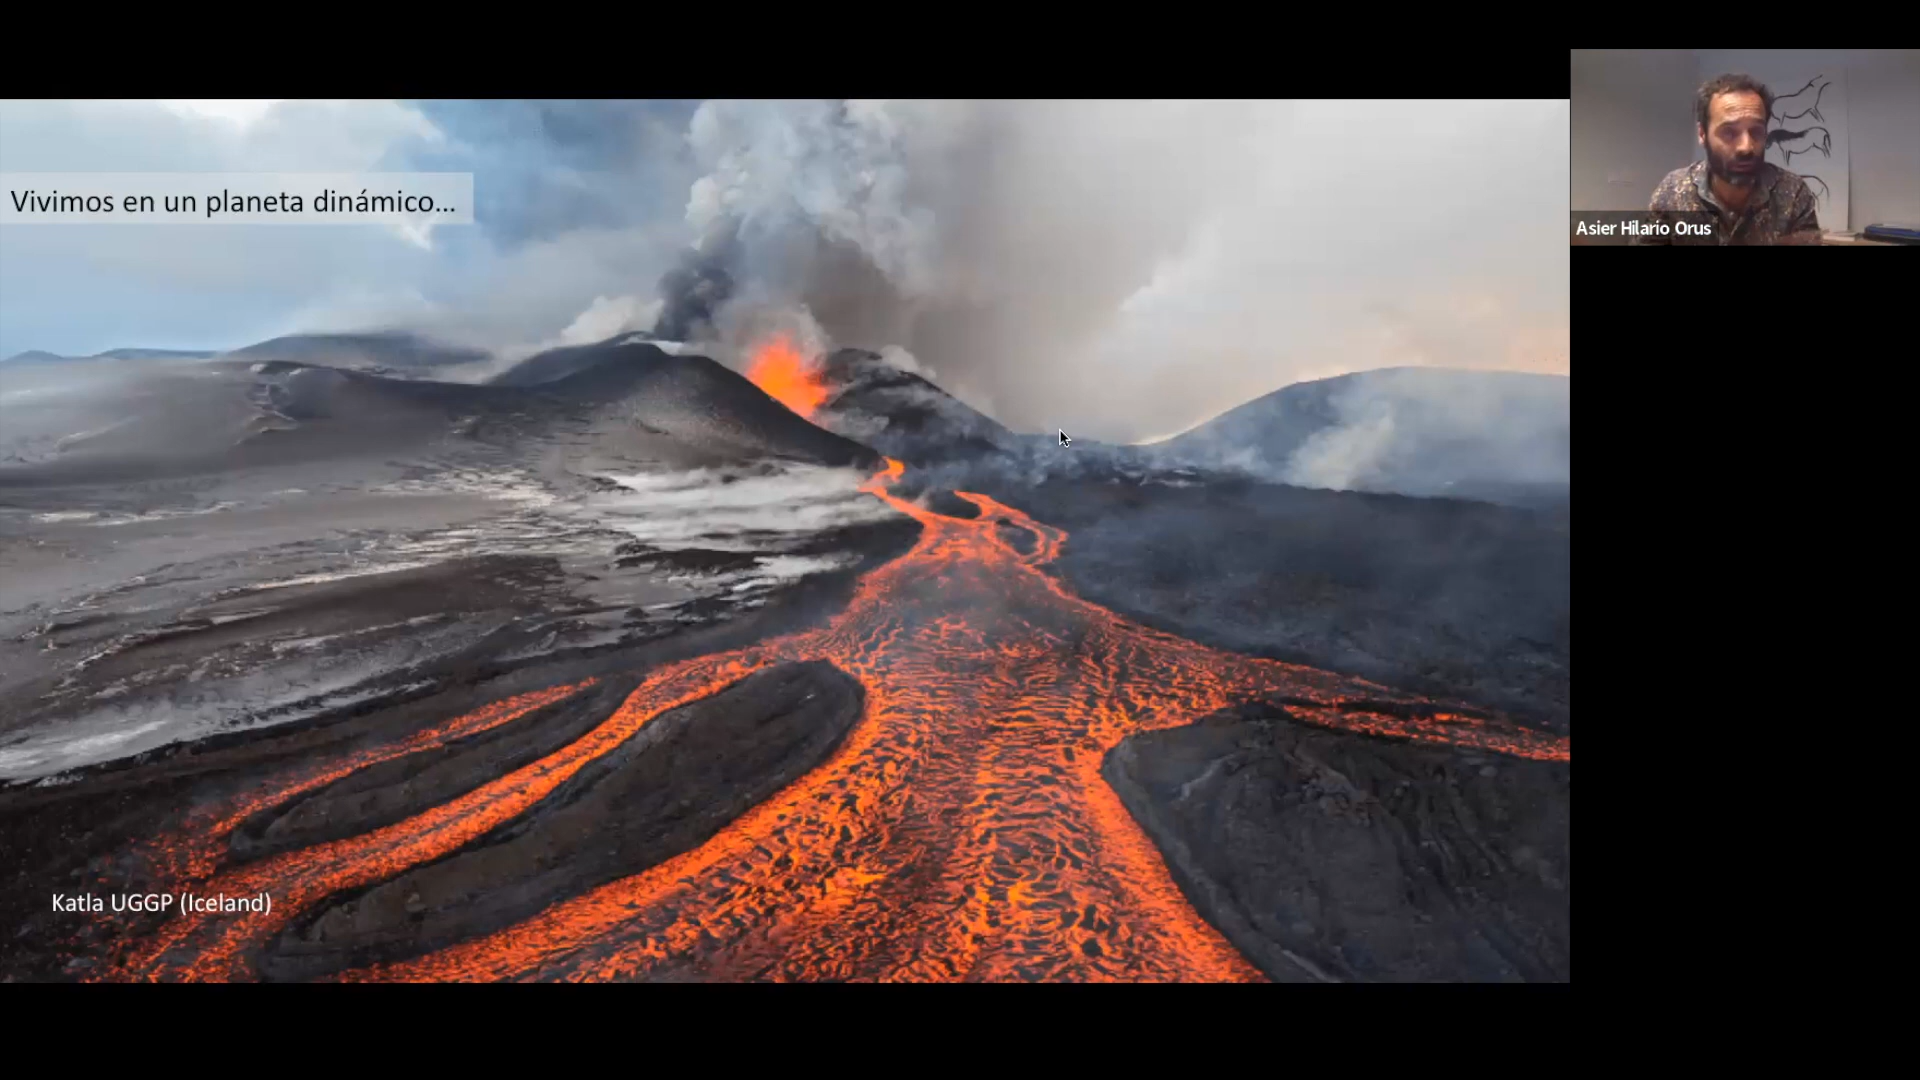 Vivimos en un planeta dinámico...
Asier Hilario Orus
Katla UGGP (Iceland)